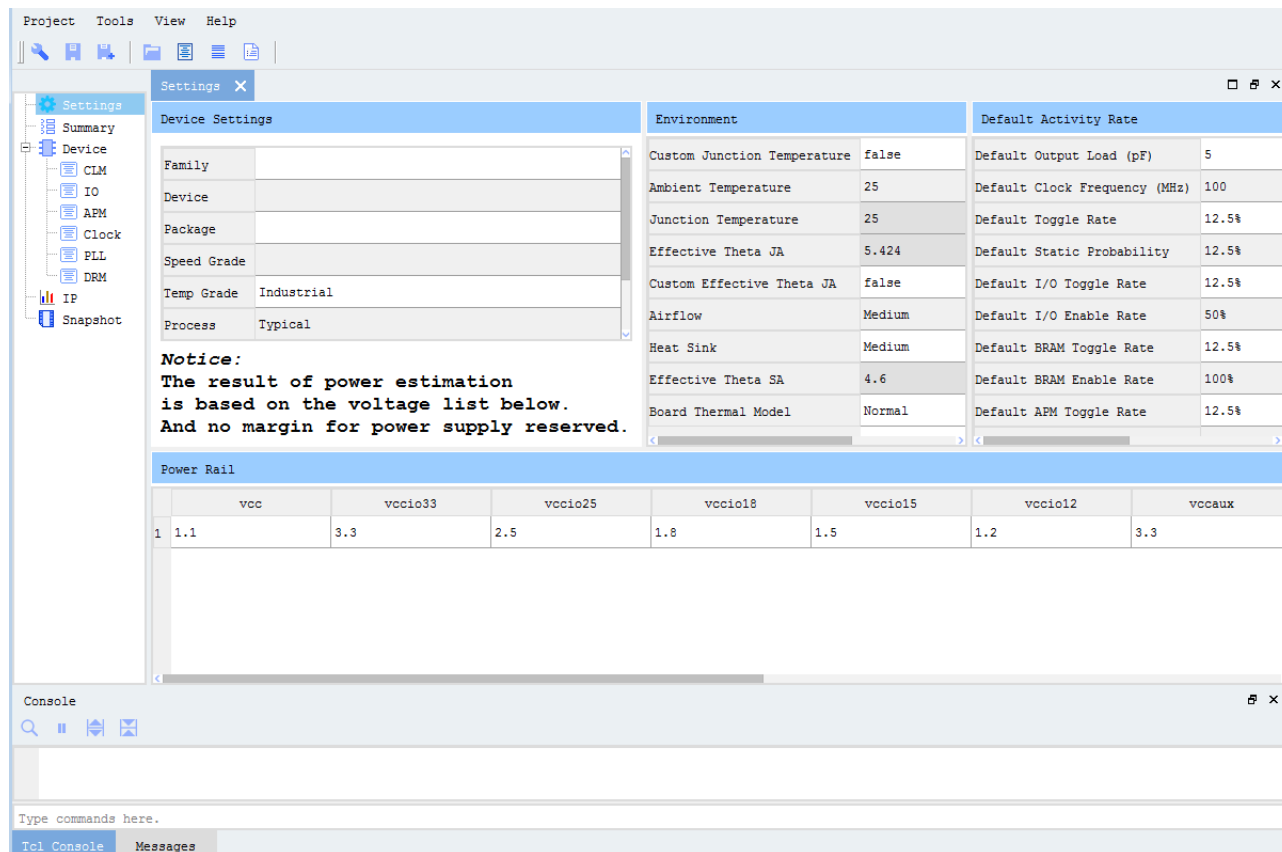 Project Tools View Help
Settings
Summary
Device
CLM
IO
APM
Clock
PLL
DRM
IP
Snapshot
Settings
Device Settings
Family
Device
Package
Speed Grade
Temp Grade Industrial
Process Typical
Notice:
The result of power estimation
is based on the voltage list below.
And no margin for power supply reserved.
Environment
Custom Junction Temperature false
Ambient Temperature 25
Junction Temperature 25
Effective Theta JA 5.424
Custom Effective Theta JA false
Airflow Medium
Heat Sink Medium
Effective Theta SA 4.6
Board Thermal Model Normal
Default Activity Rate
Default Output Load (pF) 5
Default Clock Frequency (MHz) 100
Default Toggle Rate 12.5%
Default Static Probability 12.5%
Default I/O Toggle Rate 12.5%
Default I/O Enable Rate 50%
Default BRAM Toggle Rate 12.5%
Default BRAM Enable Rate 100%
Default APM Toggle Rate 12.5%
Power Rail
vcc vccio33 vccio25 vccio18 vccio15 vccio12 vccaux
1 1.1 3.3 2.5 1.8 1.5 1.2 3.3
Console
Type commands here.
Tcl Console Messages